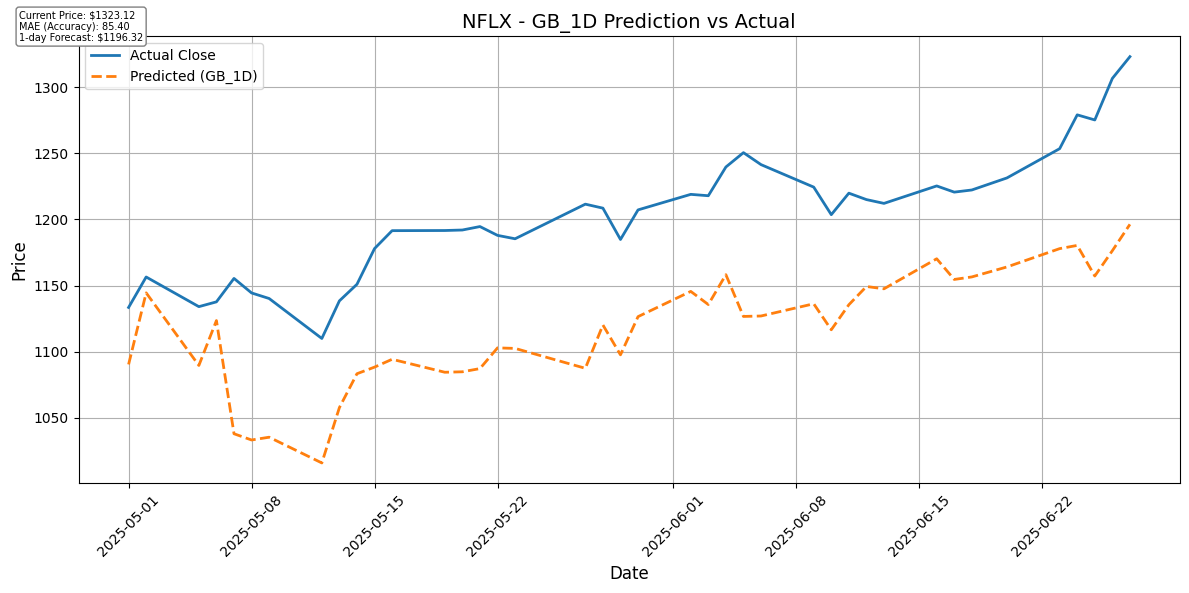 Current Price: $1323.12
MAE (Accuracy): 85.40
1-day Forecast: $1196.32
NFLX - GB_1D Prediction vs Actual
Actual Close
Predicted (GB_1D)
Price
1300
1250
1200
1150
1100
1050
2025-05-01
2025-05-08
2025-05-15
2025-05-22
2025-06-01
2025-06-08
2025-06-15
2025-06-22
Date